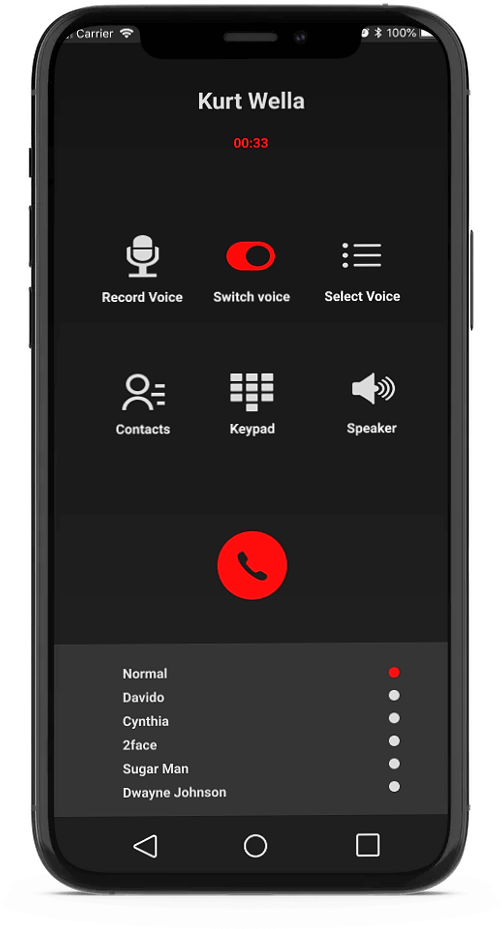 Carrier 100%
Kurt Wella
00:33
Record Voice Switch voice Select Voice
Contacts Keypad Speaker
Normal
Davido
Cynthia
2face
Sugar Man
Dwayne Johnson